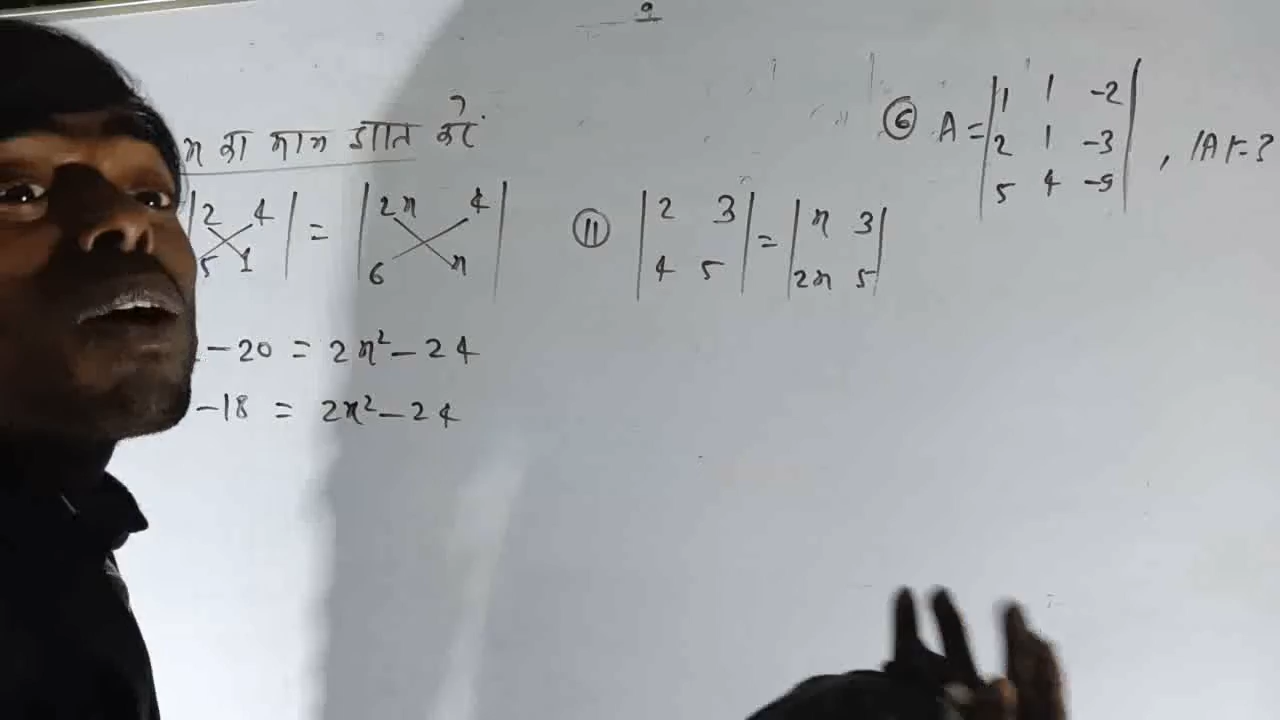 x का मान ज्ञात करें
|2 4| = |2x 4|
|5 1| |6 x|
-20 = 2x² - 24
-18 = 2x² - 24
(ii) |2 3| = |x 3|
|4 5| |2x 5|
(6) A = |1 1 -2|
|2 1 -3| , |A| = ?
|5 4 -9|